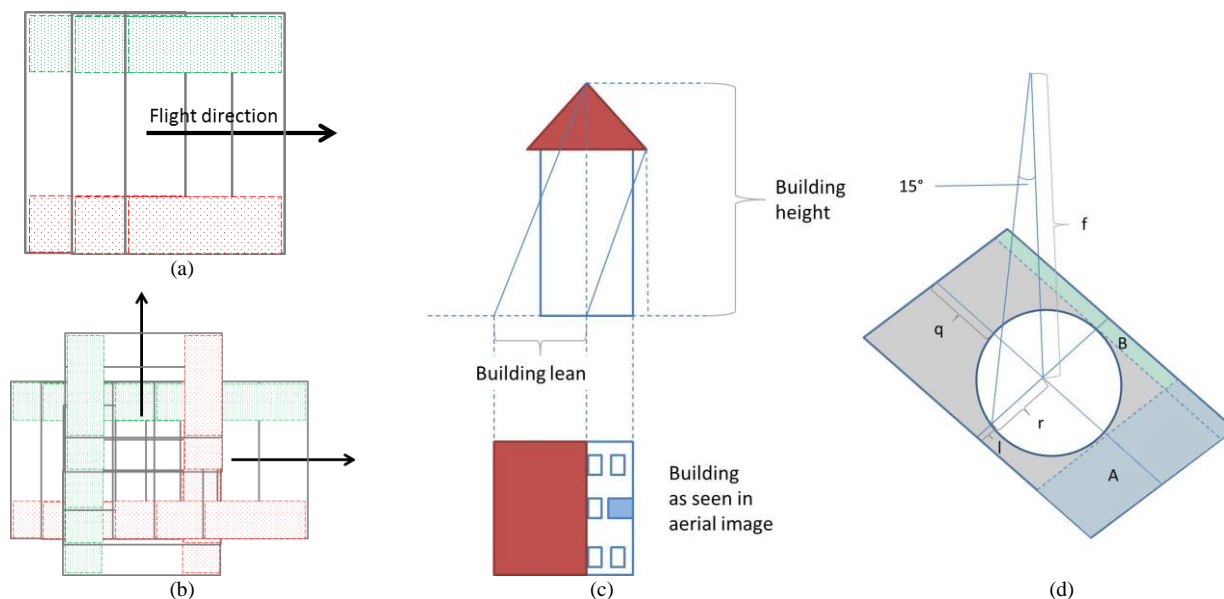 Flight direction
(a)
(b)
Building
height
Building lean
Building
as seen in
aerial image
(c)
15°
f
q
B
r
l
A
(d)